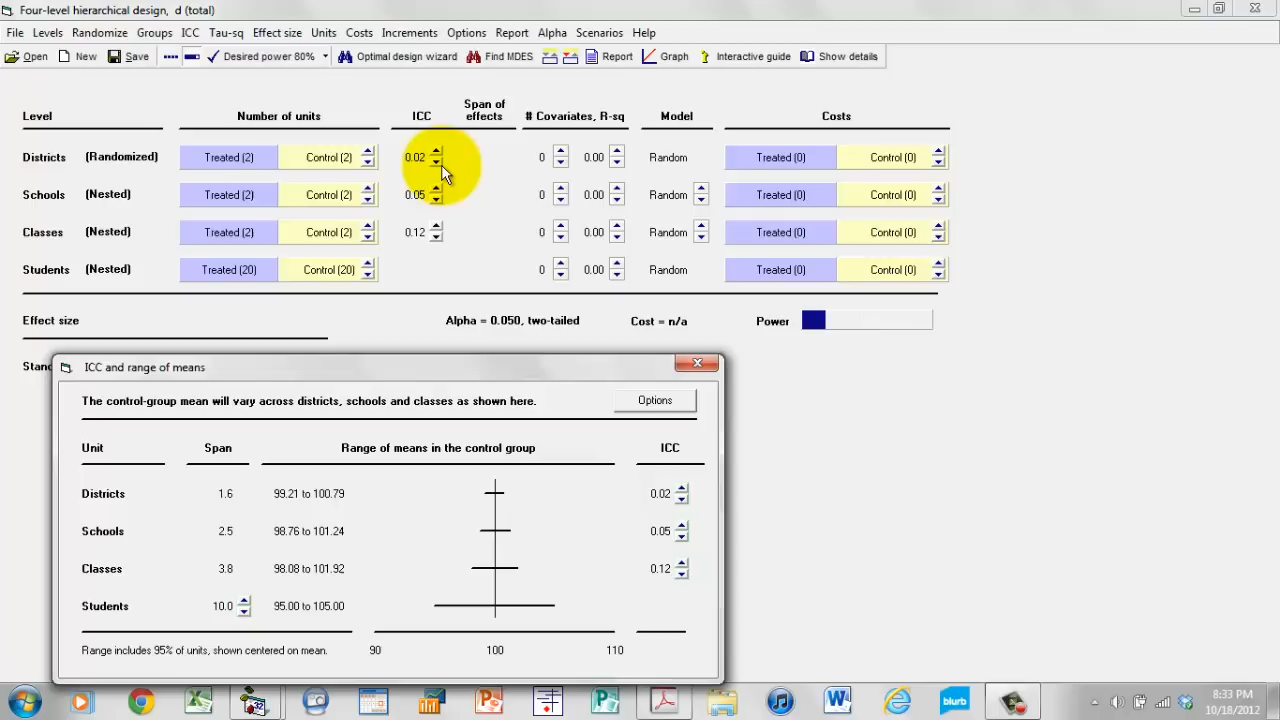 Four-level hierarchical design, d (total)
File Levels Randomize Groups ICC Tau-sq Effect size Units Costs Increments Options Report Alpha Scenarios Help
Open New Save Desired power 80% Optimal design wizard Find MDES Report Graph Interactive guide Show details
Level Number of units ICC Span of effects # Covariates, R-sq Model Costs
Districts (Randomized) Treated (2) Control (2) 0.02 0 0.00 Random Treated (0) Control (0)
Schools (Nested) Treated (2) Control (2) 0.05 0 0.00 Random Treated (0) Control (0)
Classes (Nested) Treated (2) Control (2) 0.12 0 0.00 Random Treated (0) Control (0)
Students (Nested) Treated (20) Control (20) 0 0.00 Random Treated (0) Control (0)
Effect size Alpha = 0.050, two-tailed Cost = n/a Power
Stanc
ICC and range of means
The control-group mean will vary across districts, schools and classes as shown here. Options
Unit Span Range of means in the control group ICC
Districts 1.6 99.21 to 100.79 0.02
Schools 2.5 98.76 to 101.24 0.05
Classes 3.8 98.08 to 101.92 0.12
Students 10.0 95.00 to 105.00
Range includes 95% of units, shown centered on mean. 90 100 110
blurb
8:33 PM
10/18/2012